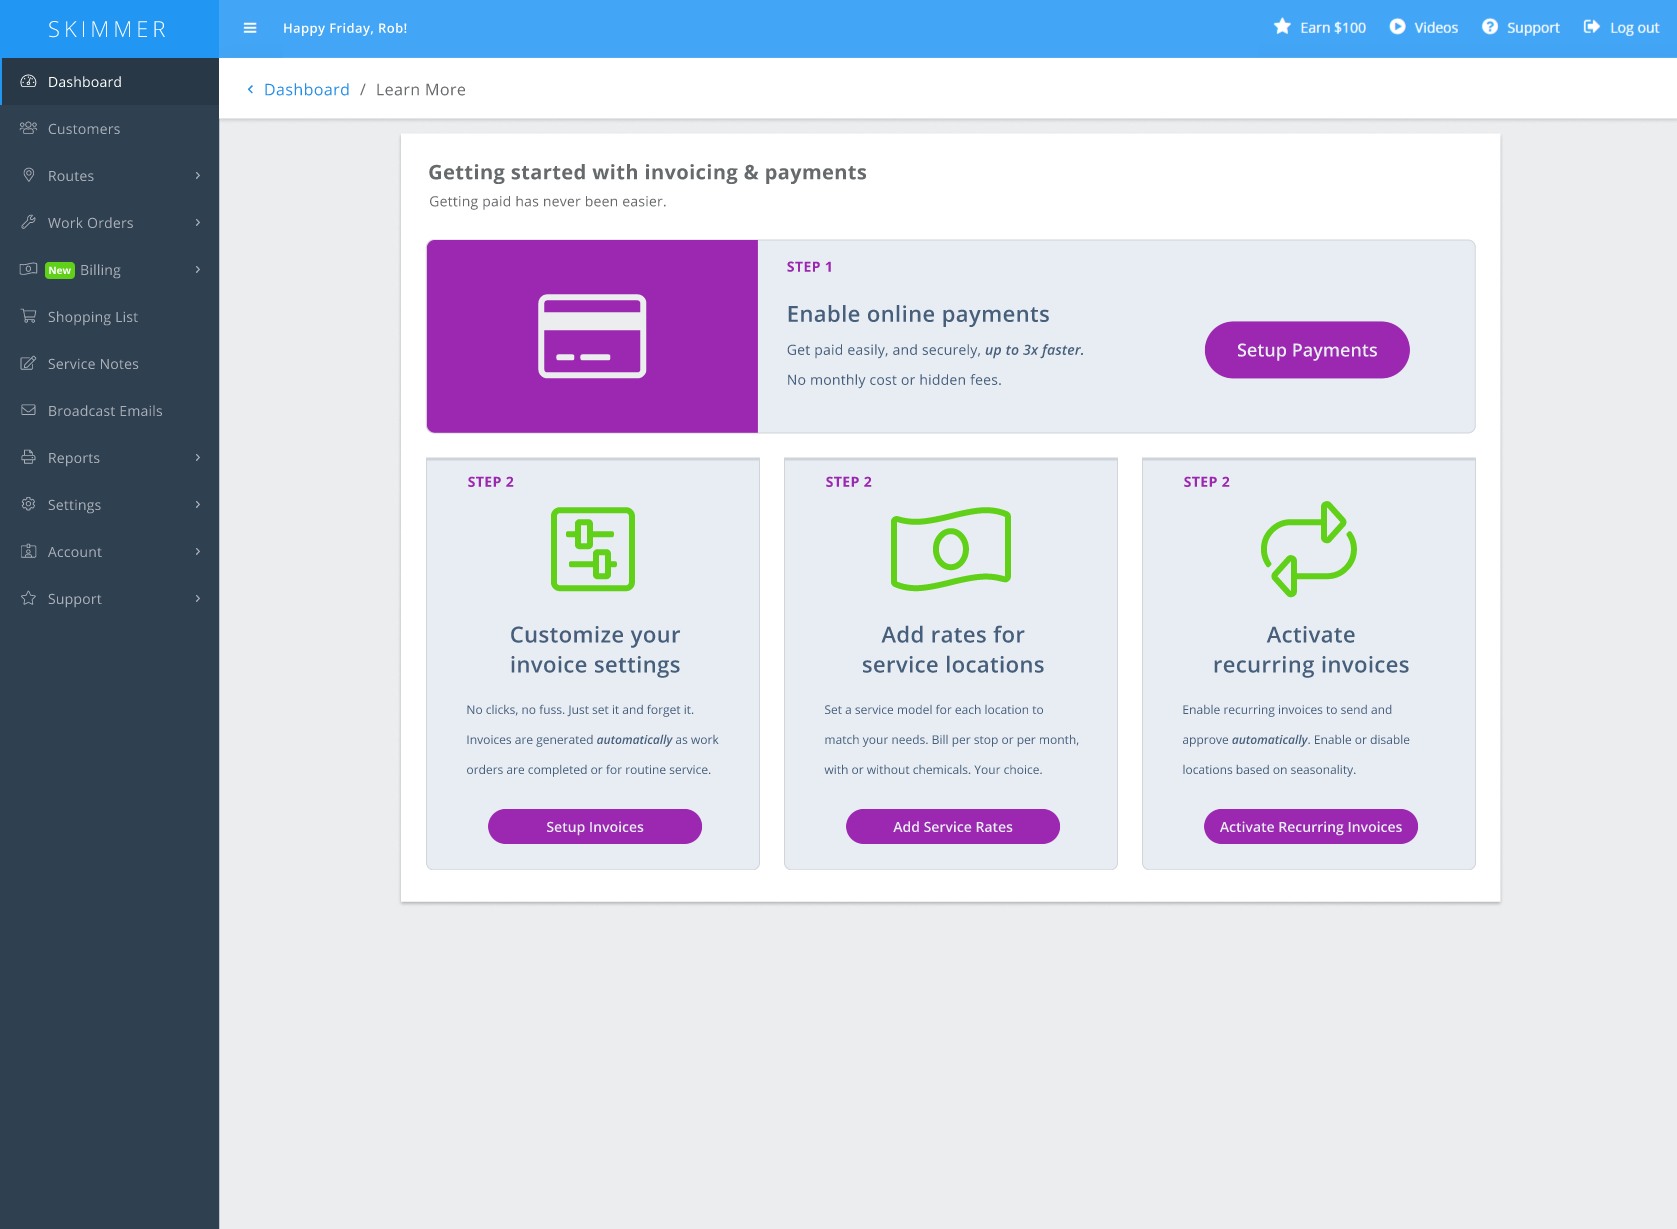 SKIMMER
Happy Friday, Rob!
Earn $100
Videos
Support
Log out
Dashboard
Customers
Routes
Work Orders
New Billing
Shopping List
Service Notes
Broadcast Emails
Reports
Settings
Account
Support
Dashboard / Learn More
Getting started with invoicing & payments
Getting paid has never been easier.
STEP 1
Enable online payments
Get paid easily, and securely, up to 3x faster.
No monthly cost or hidden fees.
Setup Payments
STEP 2
Customize your
invoice settings
No clicks, no fuss. Just set it and forget it.
Invoices are generated automatically as work
orders are completed or for routine service.
Setup Invoices
STEP 2
Add rates for
service locations
Set a service model for each location to
match your needs. Bill per stop or per month,
with or without chemicals. Your choice.
Add Service Rates
STEP 2
Activate
recurring invoices
Enable recurring invoices to send and
approve automatically. Enable or disable
locations based on seasonality.
Activate Recurring Invoices